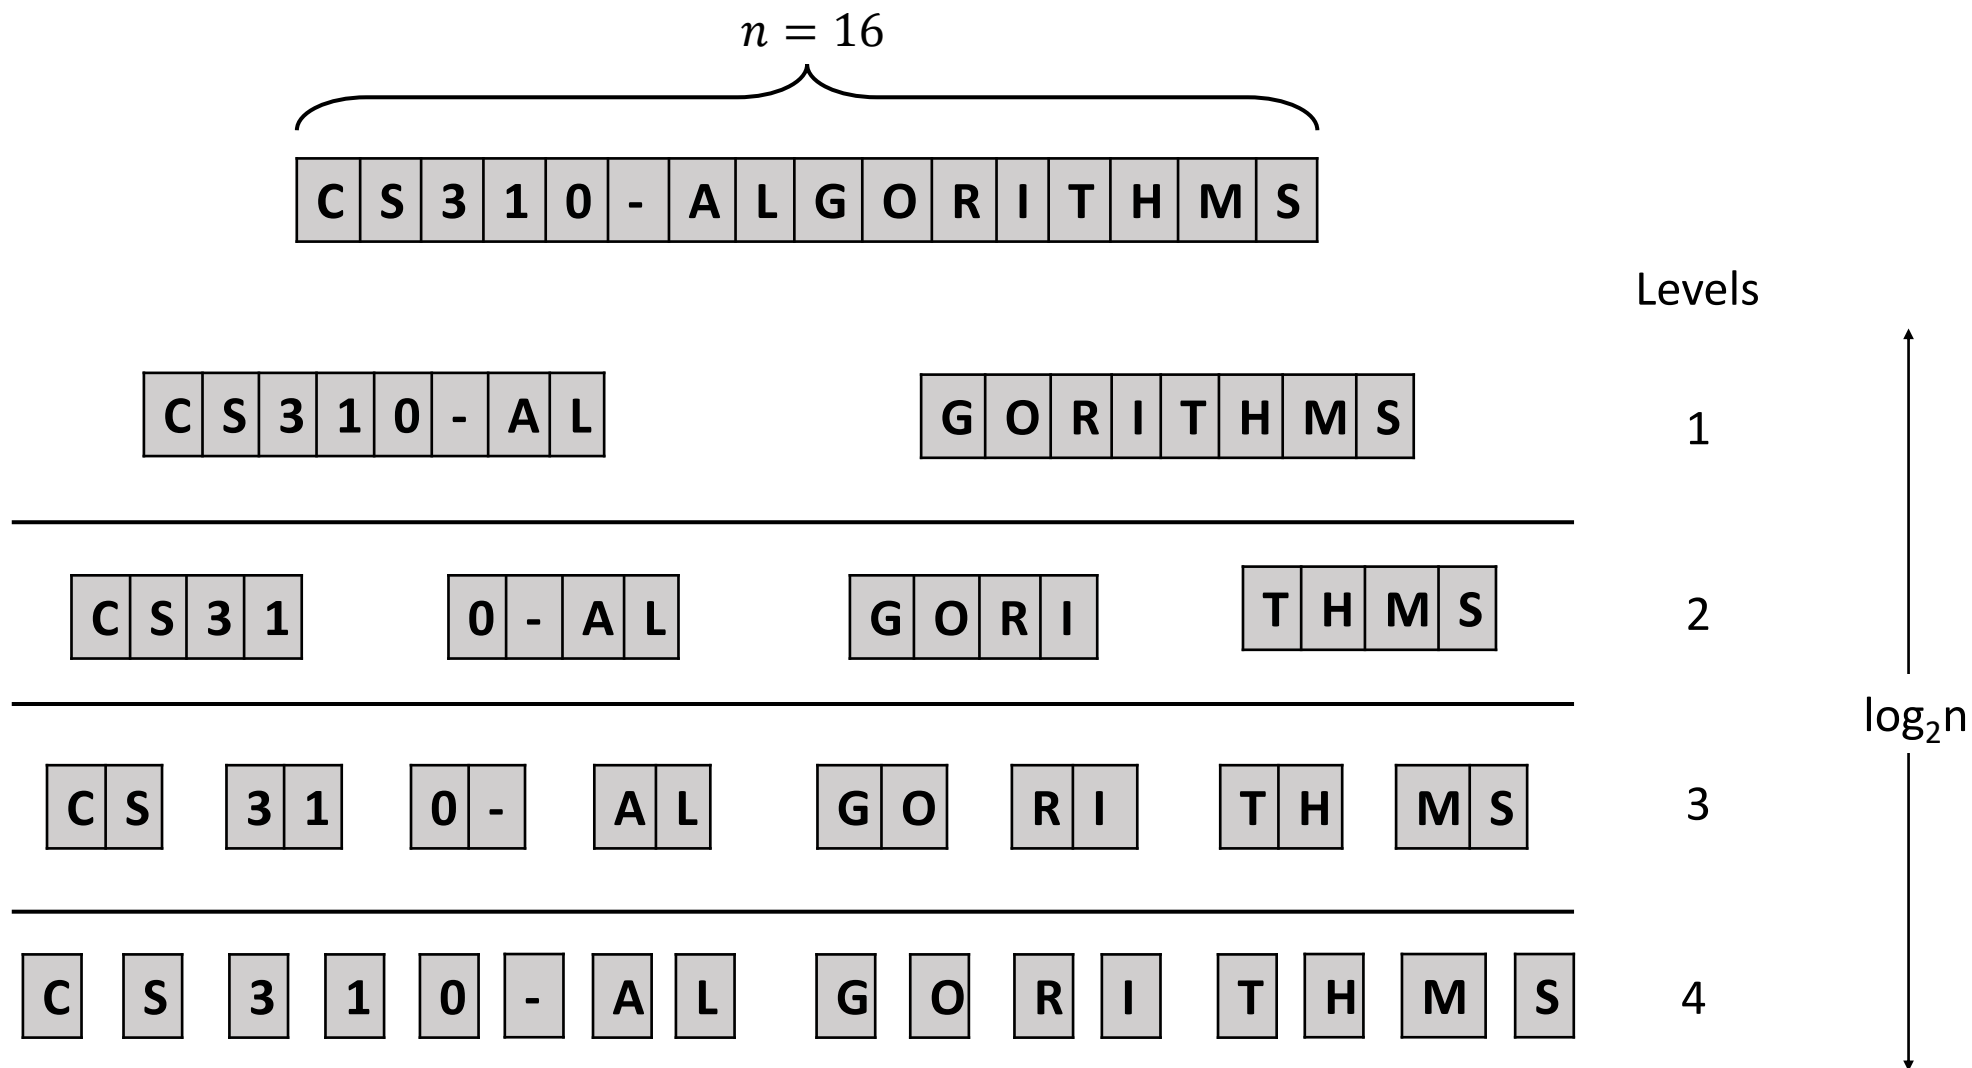 n = 16
C S 3 1 0 - A L G O R I T H M S
Levels
C S 3 1 0 - A L G O R I T H M S 1
C S 3 1 0 - A L G O R I T H M S 2
log₂n
C S 3 1 0 - A L G O R I T H M S 3
C S 3 1 0 - A L G O R I T H M S 4